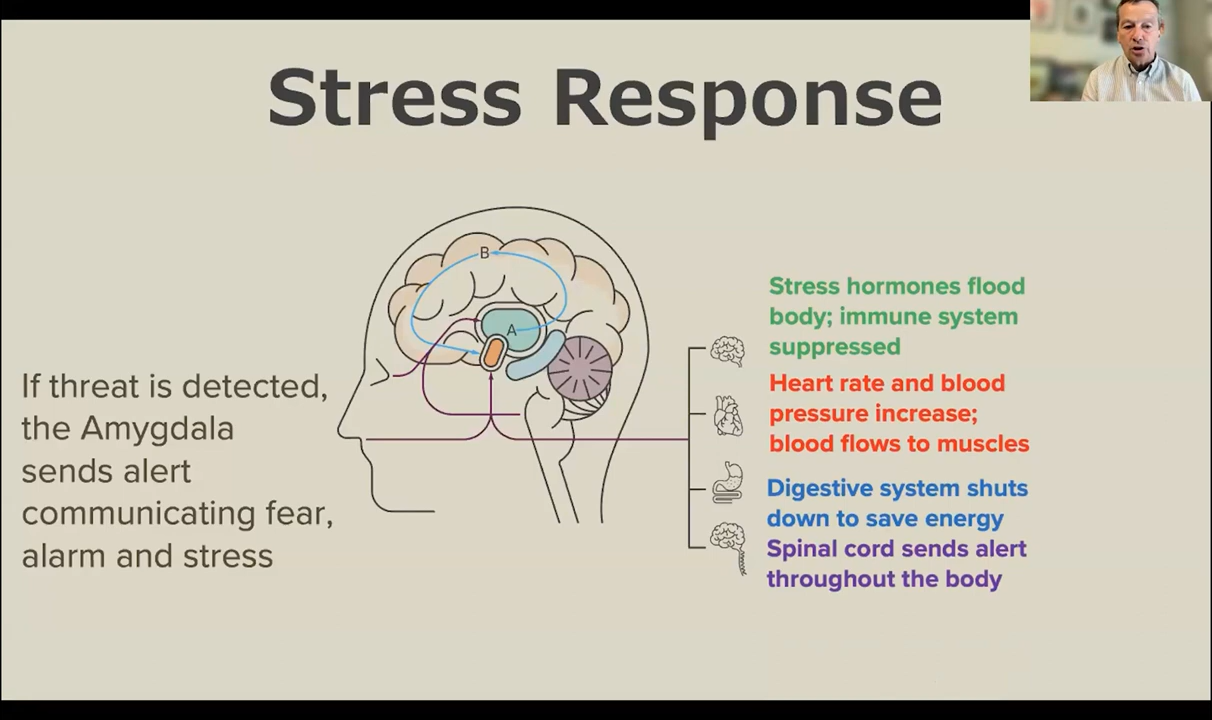 Stress Response
If threat is detected,
the Amygdala
sends alert
communicating fear,
alarm and stress
B
A
Stress hormones flood
body; immune system
suppressed
Heart rate and blood
pressure increase;
blood flows to muscles
Digestive system shuts
down to save energy
Spinal cord sends alert
throughout the body